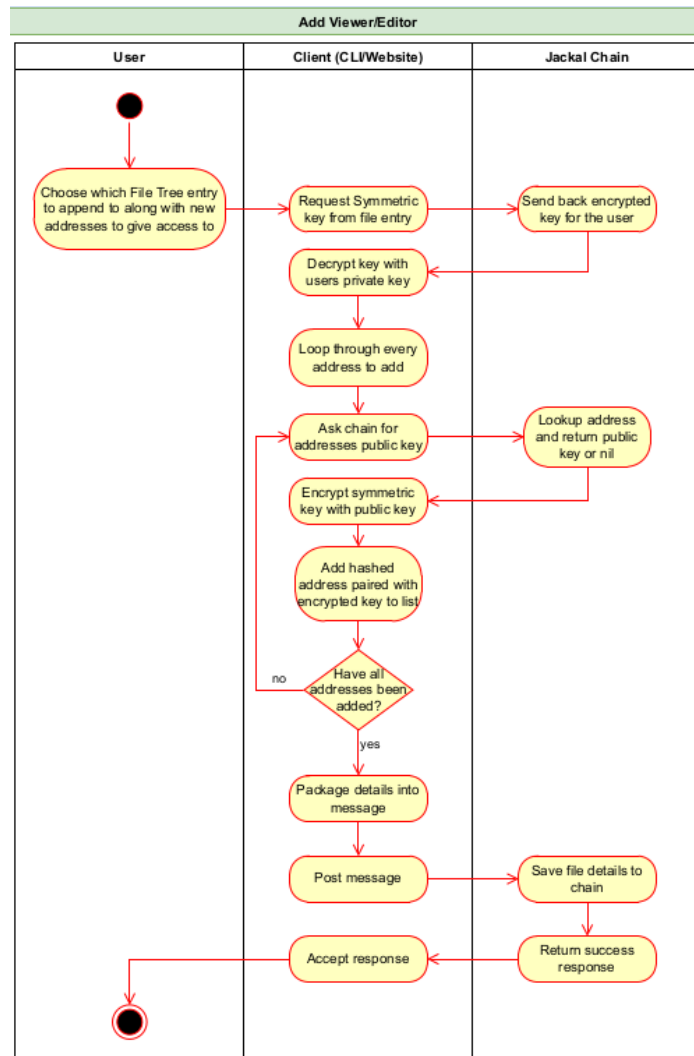 Add Viewer/Editor
User
Client (CLI/Website)
Jackal Chain
Choose which File Tree entry
to append to along with new
addresses to give access to
Request Symmetric
key from file entry
Send back encrypted
key for the user
Decrypt key with
users private key
Loop through every
address to add
Ask chain for
addresses public key
Lookup address
and return public
key or nil
Encrypt symmetric
key with public key
Add hashed
address paired with
encrypted key to list
Have all
addresses been
added?
no
yes
Package details into
message
Post message
Save file details to
chain
Return success
response
Accept response